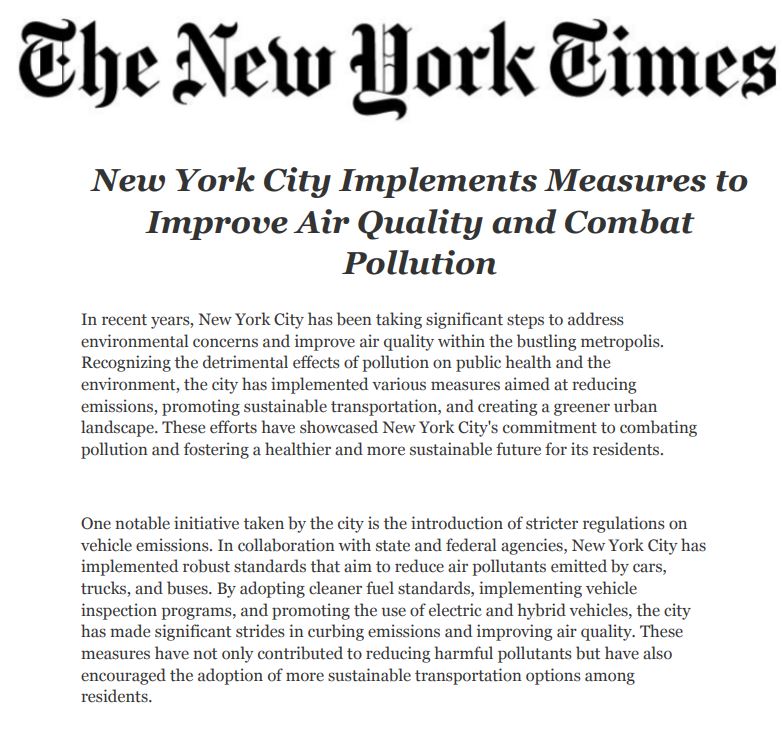 The New York Times
New York City Implements Measures to
Improve Air Quality and Combat
Pollution
In recent years, New York City has been taking significant steps to address
environmental concerns and improve air quality within the bustling metropolis.
Recognizing the detrimental effects of pollution on public health and the
environment, the city has implemented various measures aimed at reducing
emissions, promoting sustainable transportation, and creating a greener urban
landscape. These efforts have showcased New York City's commitment to combating
pollution and fostering a healthier and more sustainable future for its residents.
One notable initiative taken by the city is the introduction of stricter regulations on
vehicle emissions. In collaboration with state and federal agencies, New York City has
implemented robust standards that aim to reduce air pollutants emitted by cars,
trucks, and buses. By adopting cleaner fuel standards, implementing vehicle
inspection programs, and promoting the use of electric and hybrid vehicles, the city
has made significant strides in curbing emissions and improving air quality. These
measures have not only contributed to reducing harmful pollutants but have also
encouraged the adoption of more sustainable transportation options among
residents.